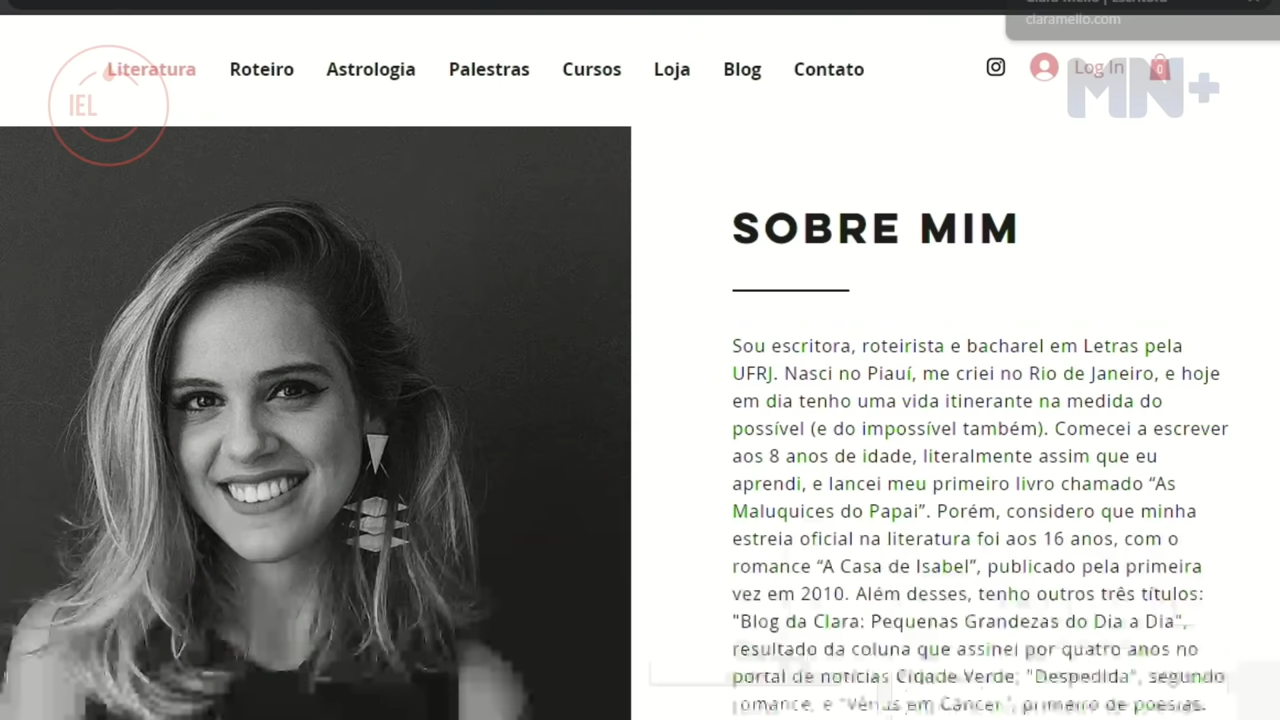 claramello.com
Literatura Roteiro Astrologia Palestras Cursos Loja Blog Contato
Log In
0
IEL
MN+
SOBRE MIM
Sou escritora, roteirista e bacharel em Letras pela
UFRJ. Nasci no Piauí, me criei no Rio de Janeiro, e hoje
em dia tenho uma vida itinerante na medida do
possível (e do impossível também). Comecei a escrever
aos 8 anos de idade, literalmente assim que eu
aprendi, e lancei meu primeiro livro chamado “As
Maluquices do Papai”. Porém, considero que minha
estreia oficial na literatura foi aos 16 anos, com o
romance “A Casa de Isabel”, publicado pela primeira
vez em 2010. Além desses, tenho outros três títulos:
"Blog da Clara: Pequenas Grandezas do Dia a Dia",
resultado da coluna que assinei por quatro anos no
portal de notícias Cidade Verde; "Despedida", segundo
romance, e "Vênus em Câncer", primeiro de poesias.